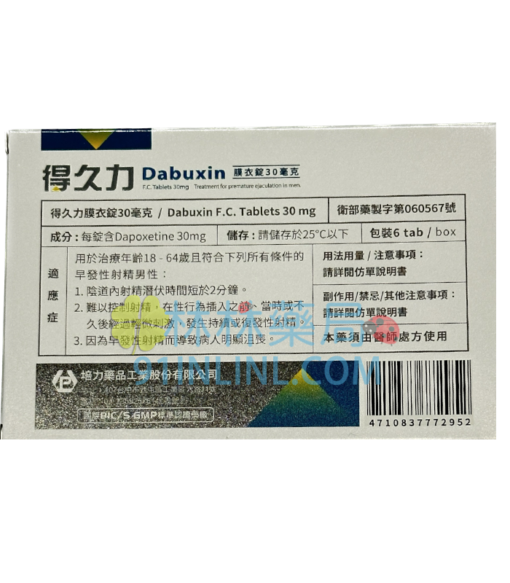 得久力 Dabuxin 膜衣錠30毫克
F.C. Tablets 30mg Treatment for premature ejaculation in men.
得久力膜衣錠30毫克 / Dabuxin F.C. Tablets 30 mg
衛部藥製字第060567號
成分：每錠含Dapoxetine 30mg
儲存：請儲存於25°C以下
包裝6 tab / box
適應症
用於治療年齡18 - 64歲且符合下列所有條件的
早發性射精男性：
1. 陰道內射精潛伏時間短於2分鐘。
2. 難以控制射精，在性行為插入之前、當時或不
久後經過輕微刺激，發生持續或復發性射精
3. 因為早發性射精而導致病人明顯沮喪
用法用量 / 注意事項：
請詳閱仿單說明書
副作用/禁忌/其他注意事項：
請詳閱仿單說明書
本藥須由醫師處方使用
培力藥品工業股份有限公司
PIC/S GMP
91INLINL.COM
4710837772952